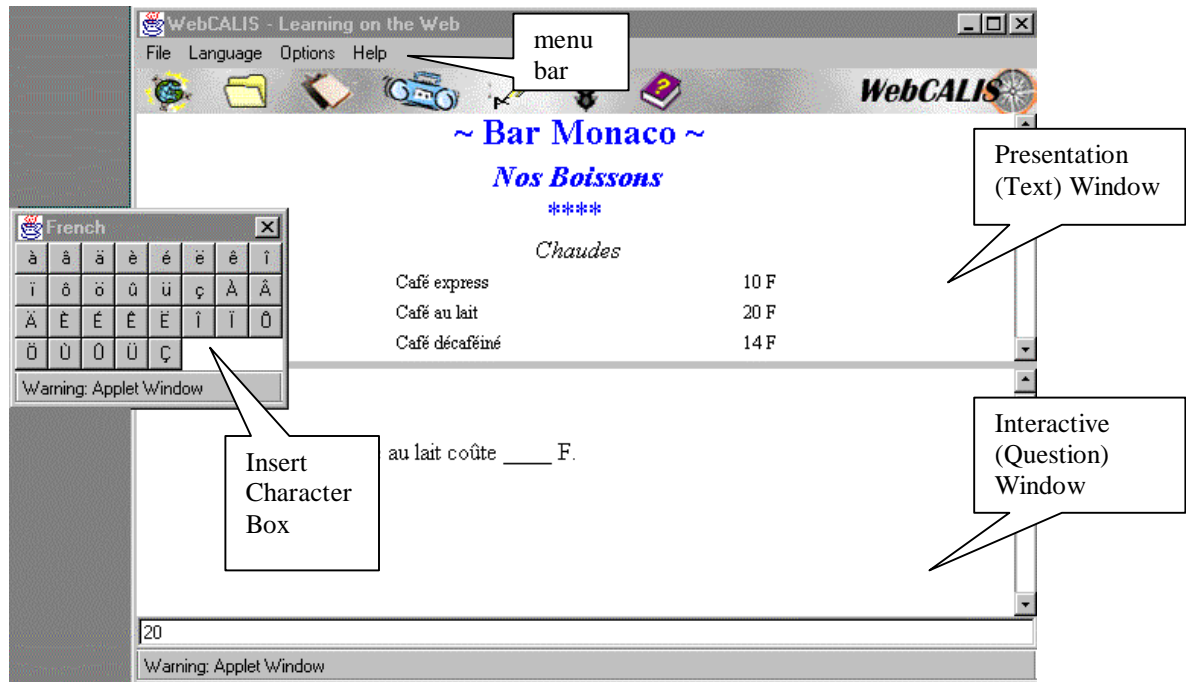 WebCALIS - Learning on the Web
File Language Options Help
menu
bar
WebCALIS
~ Bar Monaco ~
Nos Boissons
****
Chaudes
Café express 10 F
Café au lait 20 F
Café décaféiné 14 F
Presentation
(Text) Window
French
à â ä è é ë ê î
ï ô ö û ü ç À Â
Ä È É Ê Ë Î Ï Ô
Ö Ù Û Ü Ç
Warning: Applet Window
Insert
Character
Box
au lait coûte ____ F.
Interactive
(Question)
Window
20
Warning: Applet Window